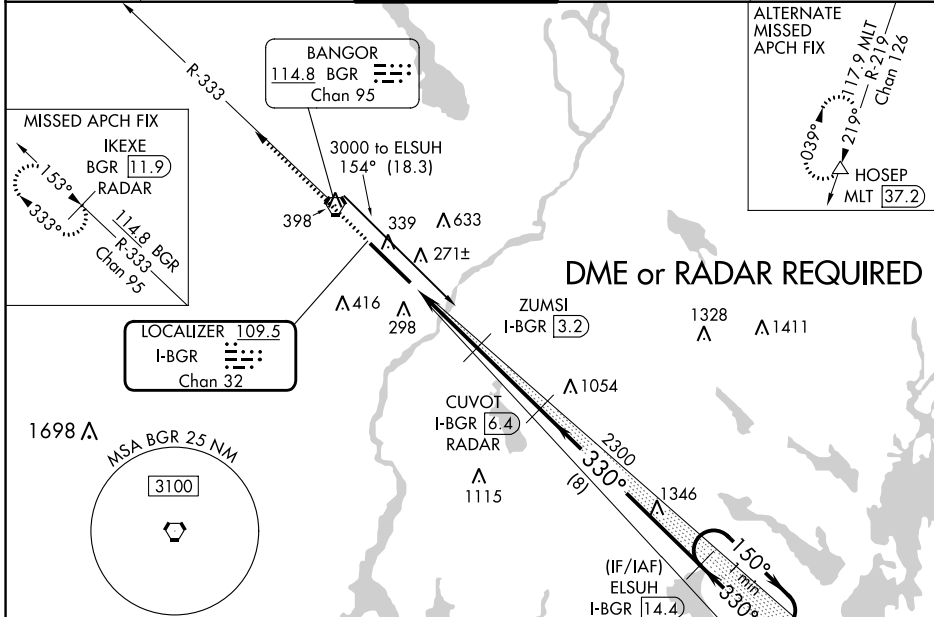 R-333
BANGOR
114.8 BGR
Chan 95
ALTERNATE
MISSED
APCH FIX
117.9 MLT
R-219
Chan 126
039°
219°
HOSEP
MLT 37.2
MISSED APCH FIX
IKEXE
BGR 11.9
RADAR
153°
333°
114.8 BGR
R-333
Chan 95
3000 to ELSUH
154° (18.3)
398
339
633
271±
DME or RADAR REQUIRED
416
298
ZUMSI
I-BGR 3.2
1328
1411
LOCALIZER 109.5
I-BGR
Chan 32
1054
CUVOT
I-BGR 6.4
RADAR
1698
MSA BGR 25 NM
3100
1115
2300
330°
(8)
1346
150°
1 min
330°
(IF/IAF)
ELSUH
I-BGR 14.4